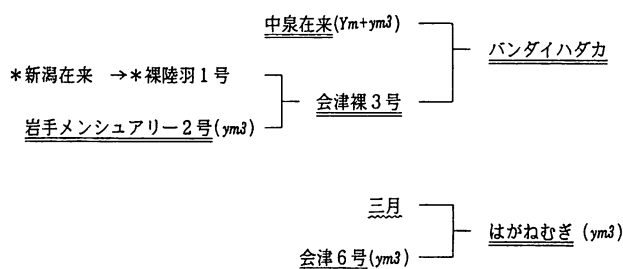 中泉在来(Ym+ym3)
バンダイハダカ
*新潟在来 →*裸陸羽1号
会津裸3号
岩手メンシュアリー2号(ym3)
三月
はがねむぎ (ym3)
会津6号(ym3)